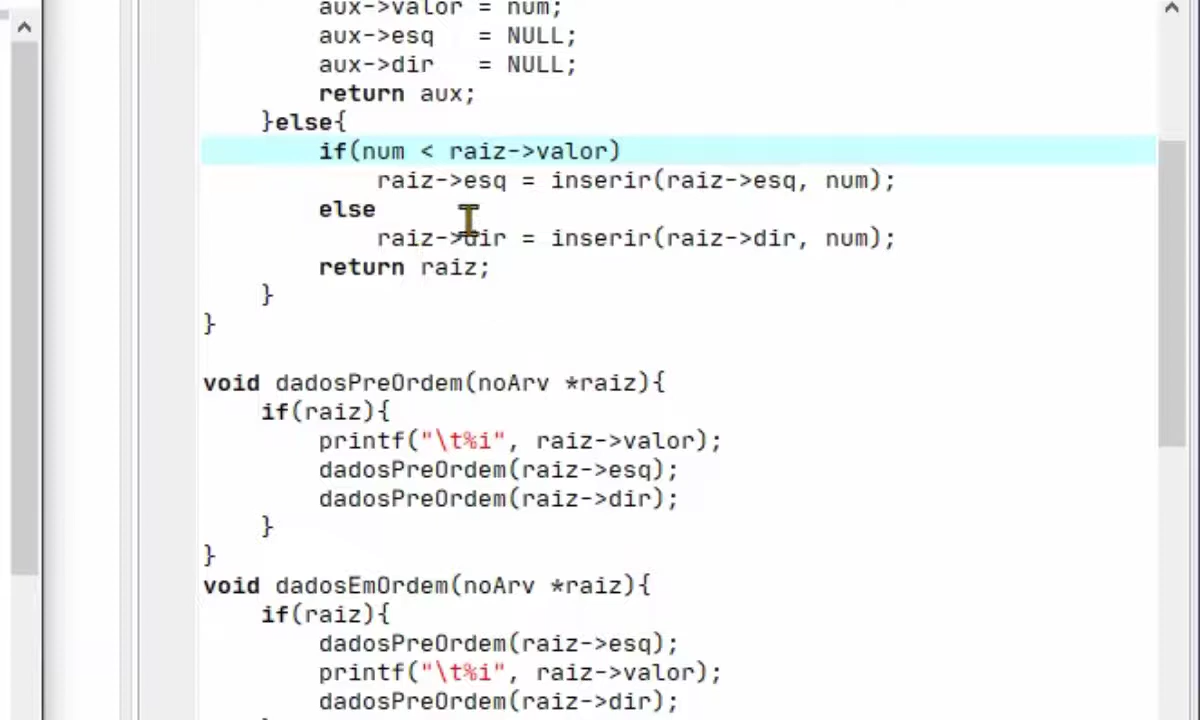 aux->valor = num;
aux->esq   = NULL;
aux->dir   = NULL;
return aux;
}else{
if(num < raiz->valor)
raiz->esq = inserir(raiz->esq, num);
else
raiz->dir = inserir(raiz->dir, num);
return raiz;
}
}
void dadosPreOrdem(noArv *raiz){
if(raiz){
printf("\t%i", raiz->valor);
dadosPreOrdem(raiz->esq);
dadosPreOrdem(raiz->dir);
}
}
void dadosEmOrdem(noArv *raiz){
if(raiz){
dadosPreOrdem(raiz->esq);
printf("\t%i", raiz->valor);
dadosPreOrdem(raiz->dir);